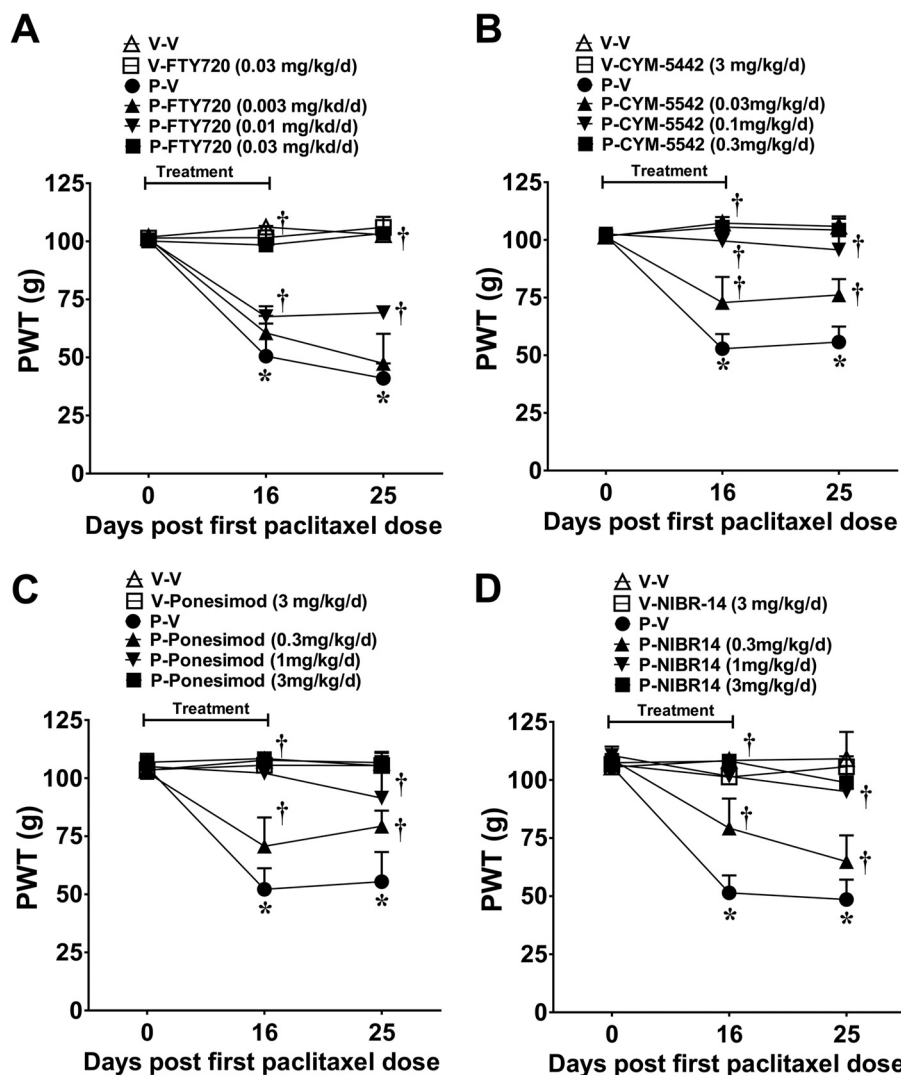 A
V-V
V-FTY720 (0.03 mg/kg/d)
P-V
P-FTY720 (0.003 mg/kd/d)
P-FTY720 (0.01 mg/kd/d)
P-FTY720 (0.03 mg/kd/d)
Treatment
125
100
75
50
25
0
PWT (g)
† † † †
* *
0 16 25
Days post first paclitaxel dose
B
V-V
V-CYM-5442 (3 mg/kg/d)
P-V
P-CYM-5542 (0.03mg/kg/d)
P-CYM-5542 (0.1mg/kg/d)
P-CYM-5542 (0.3mg/kg/d)
Treatment
125
100
75
50
25
0
PWT (g)
† † † † †
* *
0 16 25
Days post first paclitaxel dose
C
V-V
V-Ponesimod (3 mg/kg/d)
P-V
P-Ponesimod (0.3mg/kg/d)
P-Ponesimod (1mg/kg/d)
P-Ponesimod (3mg/kg/d)
Treatment
125
100
75
50
25
0
PWT (g)
† † † †
* *
0 16 25
Days post first paclitaxel dose
D
V-V
V-NIBR-14 (3 mg/kg/d)
P-V
P-NIBR14 (0.3mg/kg/d)
P-NIBR14 (1mg/kg/d)
P-NIBR14 (3mg/kg/d)
Treatment
125
100
75
50
25
0
PWT (g)
† † † †
* *
0 16 25
Days post first paclitaxel dose